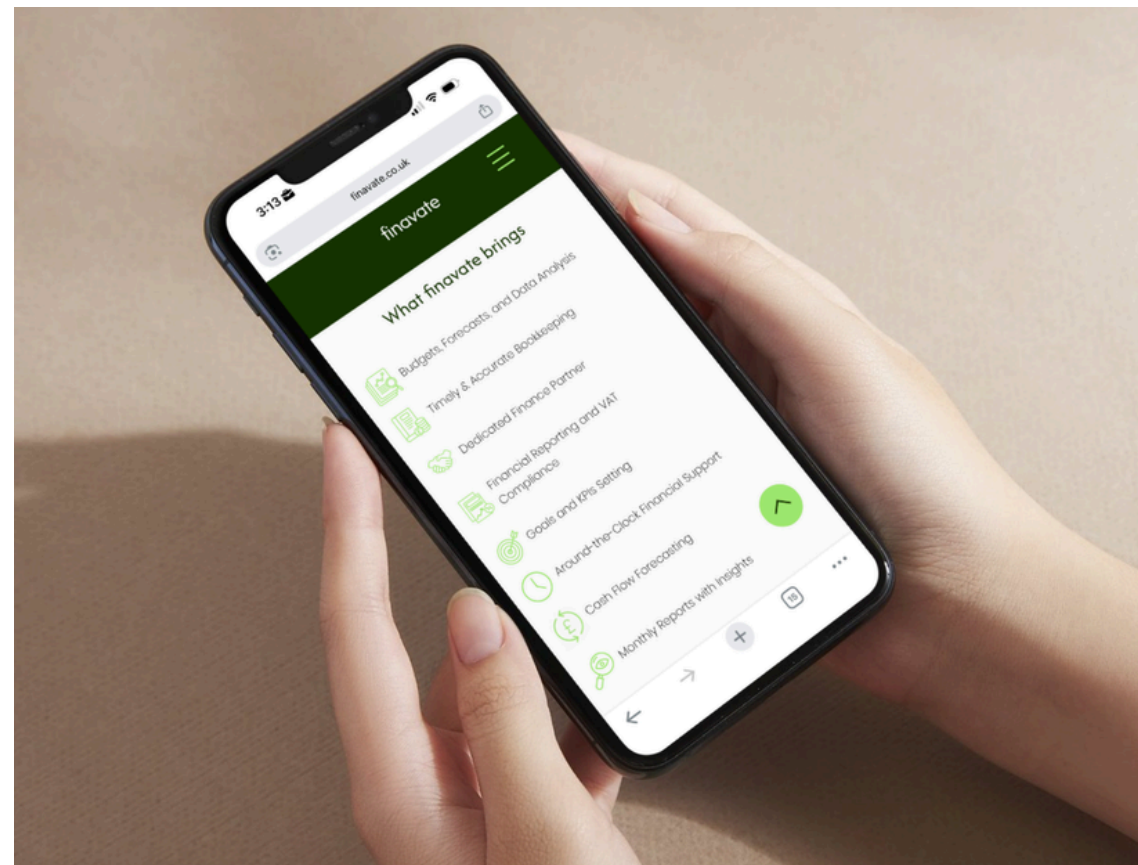 3:13
finavate.co.uk
finavate
What finavate brings
Budgets, Forecasts, and Data Analysis
Timely & Accurate Bookkeeping
Dedicated Finance Partner
Financial Reporting and VAT
Compliance
Goals and KPIs Setting
Around-the-Clock Financial Support
Cash Flow Forecasting
£
Monthly Reports with Insights
15